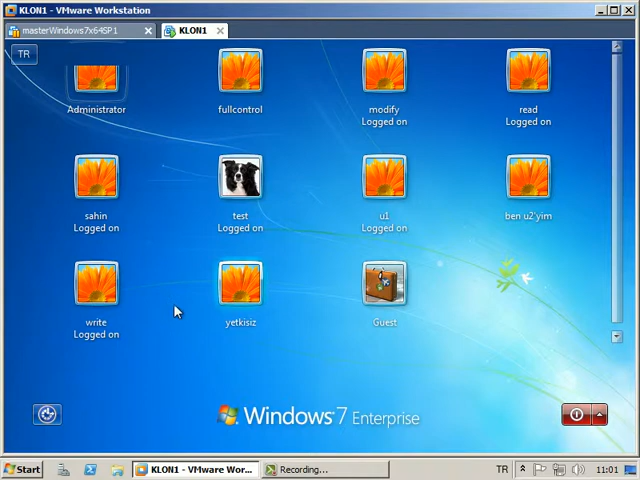 KLON1 - VMware Workstation
masterWindows7x64SP1
KLON1
TR
Administrator
fullcontrol
modify
Logged on
read
Logged on
sahin
Logged on
test
Logged on
u1
Logged on
ben u2'yim
write
Logged on
yetkisiz
Guest
Windows 7 Enterprise
Start
KLON1 - VMware Wor...
Recording...
TR
11:01